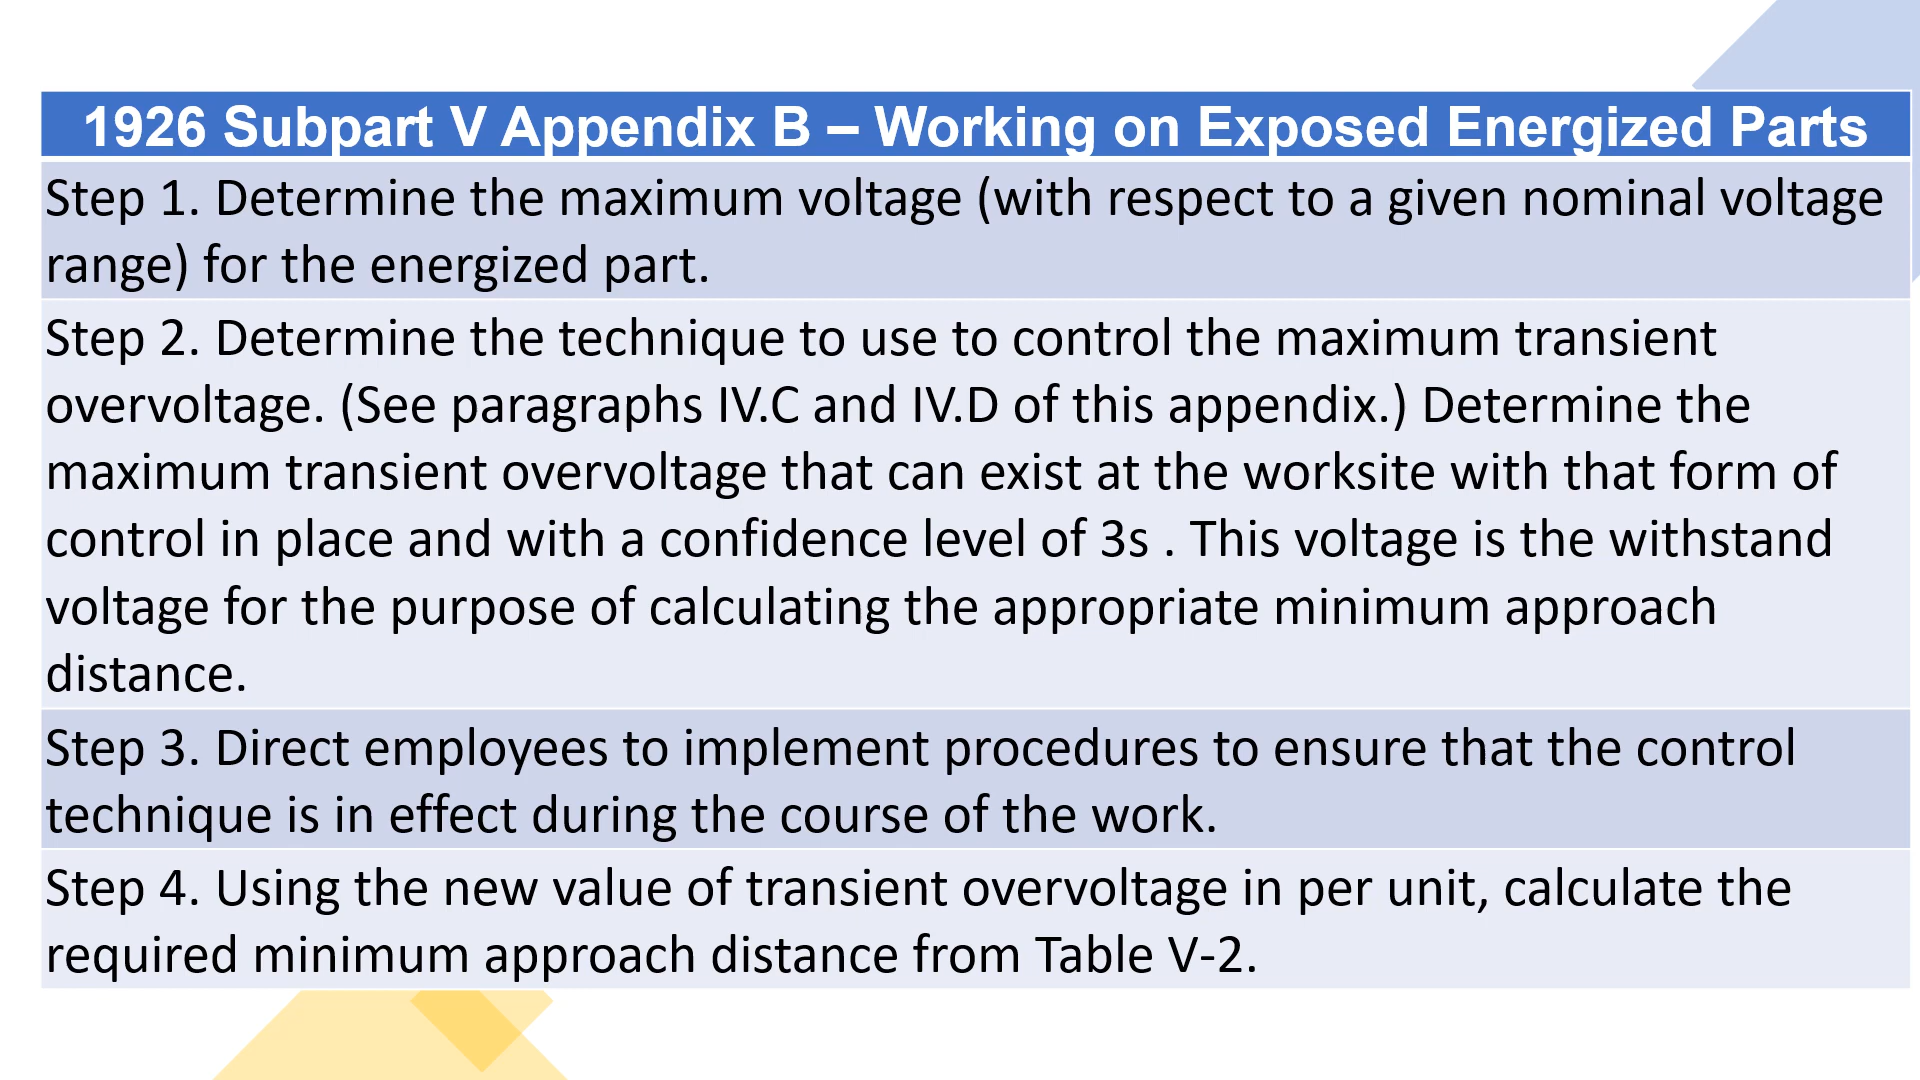 1926 Subpart V Appendix B – Working on Exposed Energized Parts
Step 1. Determine the maximum voltage (with respect to a given nominal voltage
range) for the energized part.
Step 2. Determine the technique to use to control the maximum transient
overvoltage. (See paragraphs IV.C and IV.D of this appendix.) Determine the
maximum transient overvoltage that can exist at the worksite with that form of
control in place and with a confidence level of 3s . This voltage is the withstand
voltage for the purpose of calculating the appropriate minimum approach
distance.
Step 3. Direct employees to implement procedures to ensure that the control
technique is in effect during the course of the work.
Step 4. Using the new value of transient overvoltage in per unit, calculate the
required minimum approach distance from Table V-2.